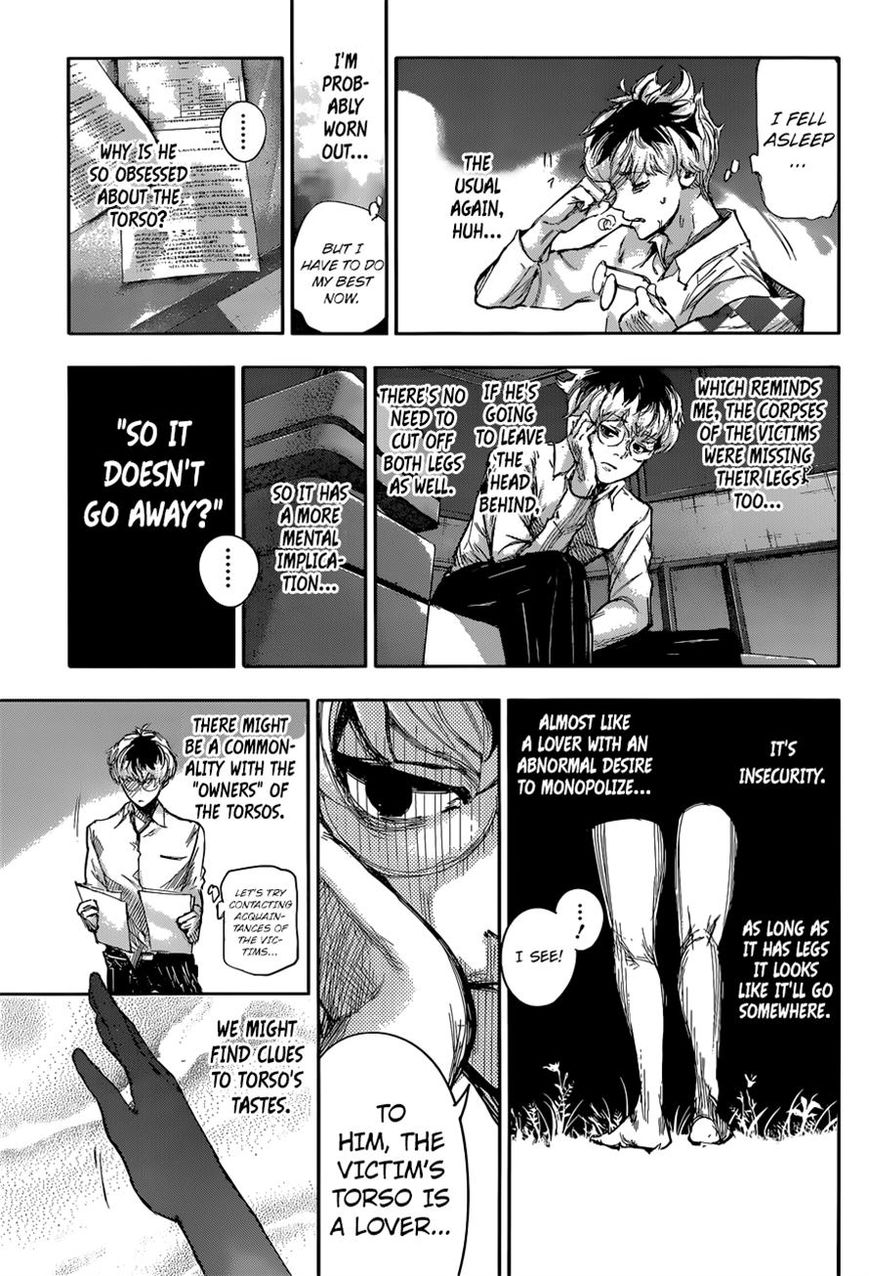 I FELL
ASLEEP
...
THE
USUAL
AGAIN,
HUH...
I'M
PROB-
ABLY
WORN
OUT...
BUT I
HAVE TO DO
MY BEST
NOW.
......
WHY IS HE
SO OBSESSED
ABOUT THE
TORSO?
WHICH REMINDS
ME, THE CORPSES
OF THE VICTIMS
WERE MISSING
THEIR LEGS
TOO...
IF HE'S
GOING
TO LEAVE
THE
HEAD
BEHIND,
THERE'S NO
NEED TO
CUT OFF
BOTH LEGS
AS WELL.
SO IT HAS
A MORE
MENTAL
IMPLICA-
TION...
......
"SO IT
DOESN'T
GO AWAY?"
IT'S
INSECURITY.
ALMOST LIKE
A LOVER WITH AN
ABNORMAL DESIRE
TO MONOPOLIZE...
AS LONG AS
IT HAS LEGS
IT LOOKS
LIKE IT'LL GO
SOMEWHERE.
...!
I SEE!
TO
HIM, THE
VICTIM'S
TORSO IS
A LOVER...
THERE MIGHT
BE A COMMON-
ALITY WITH THE
"OWNERS" OF
THE TORSOS.
LET'S TRY
CONTACTING
ACQUAIN-
TANCES OF
THE VIC-
TIMS...
WE MIGHT
FIND CLUES
TO TORSO'S
TASTES.